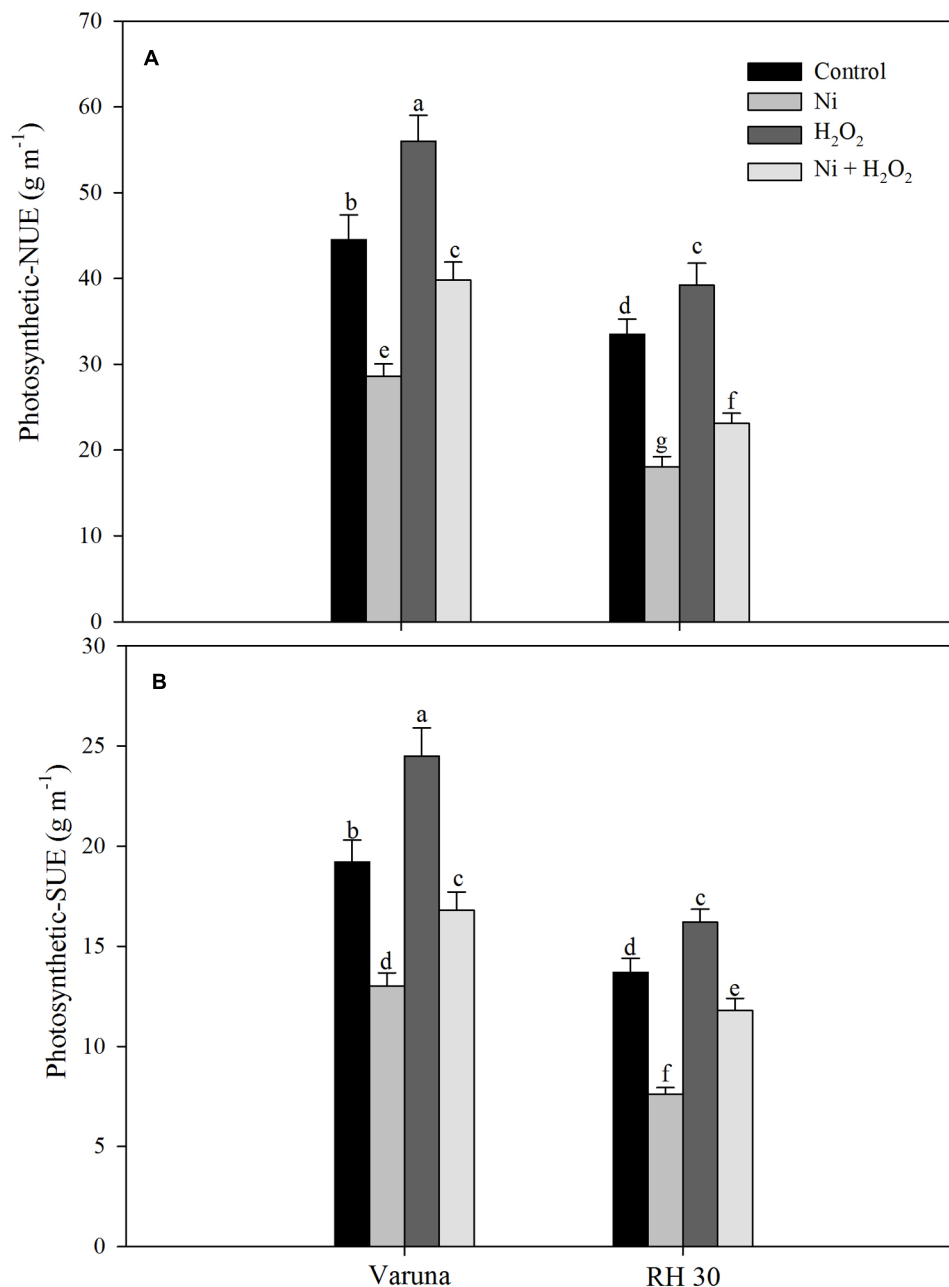 A
Photosynthetic-NUE (g m⁻¹)
70
60
50
40
30
20
10
0
Control
Ni
H₂O₂
Ni + H₂O₂
b
e
a
c
d
g
c
f
B
Photosynthetic-SUE (g m⁻¹)
30
25
20
15
10
5
0
b
d
a
c
d
f
c
e
Varuna
RH 30